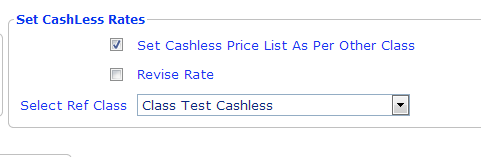 Set CashLess Rates
Set Cashless Price List As Per Other Class
Revise Rate
Select Ref Class Class Test Cashless